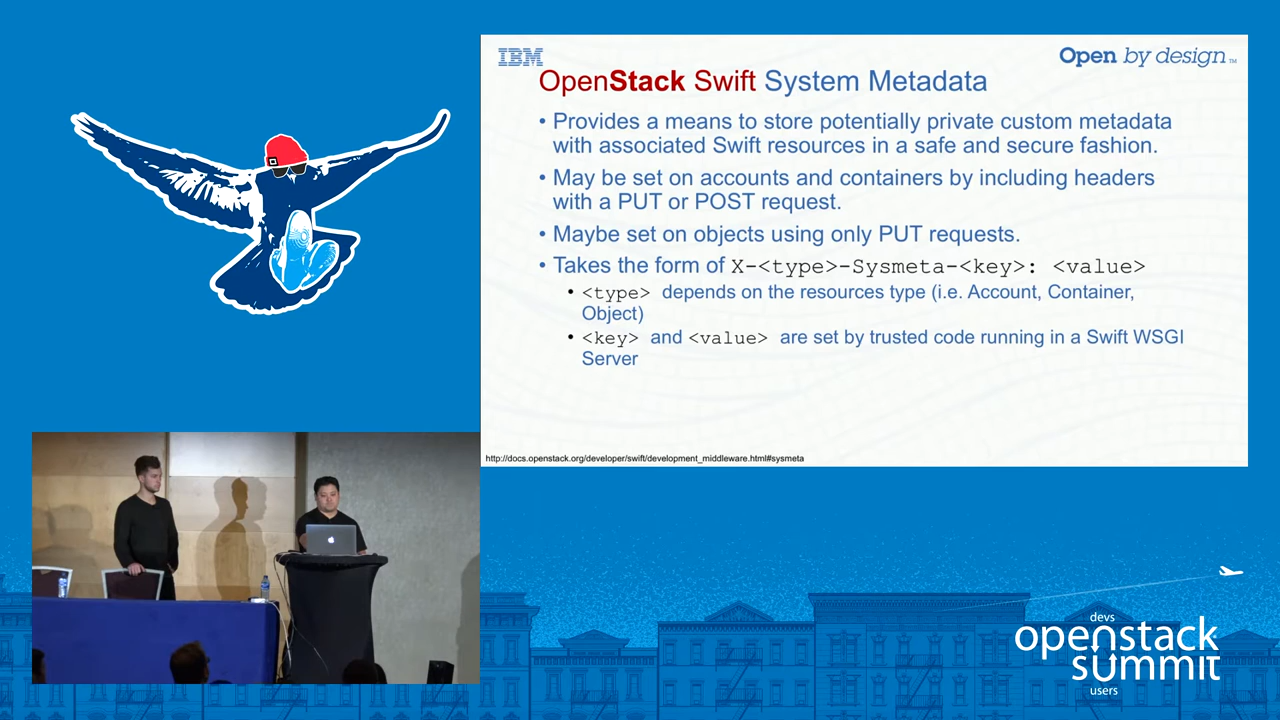 IBM
Open by design™
OpenStack Swift System Metadata
• Provides a means to store potentially private custom metadata
with associated Swift resources in a safe and secure fashion.
• May be set on accounts and containers by including headers
with a PUT or POST request.
• Maybe set on objects using only PUT requests.
• Takes the form of X-<type>-Sysmeta-<key>: <value>
• <type> depends on the resources type (i.e. Account, Container,
Object)
• <key> and <value> are set by trusted code running in a Swift WSGI
Server
http://docs.openstack.org/developer/swift/development_middleware.html#sysmeta
devs
openstack
summit
users